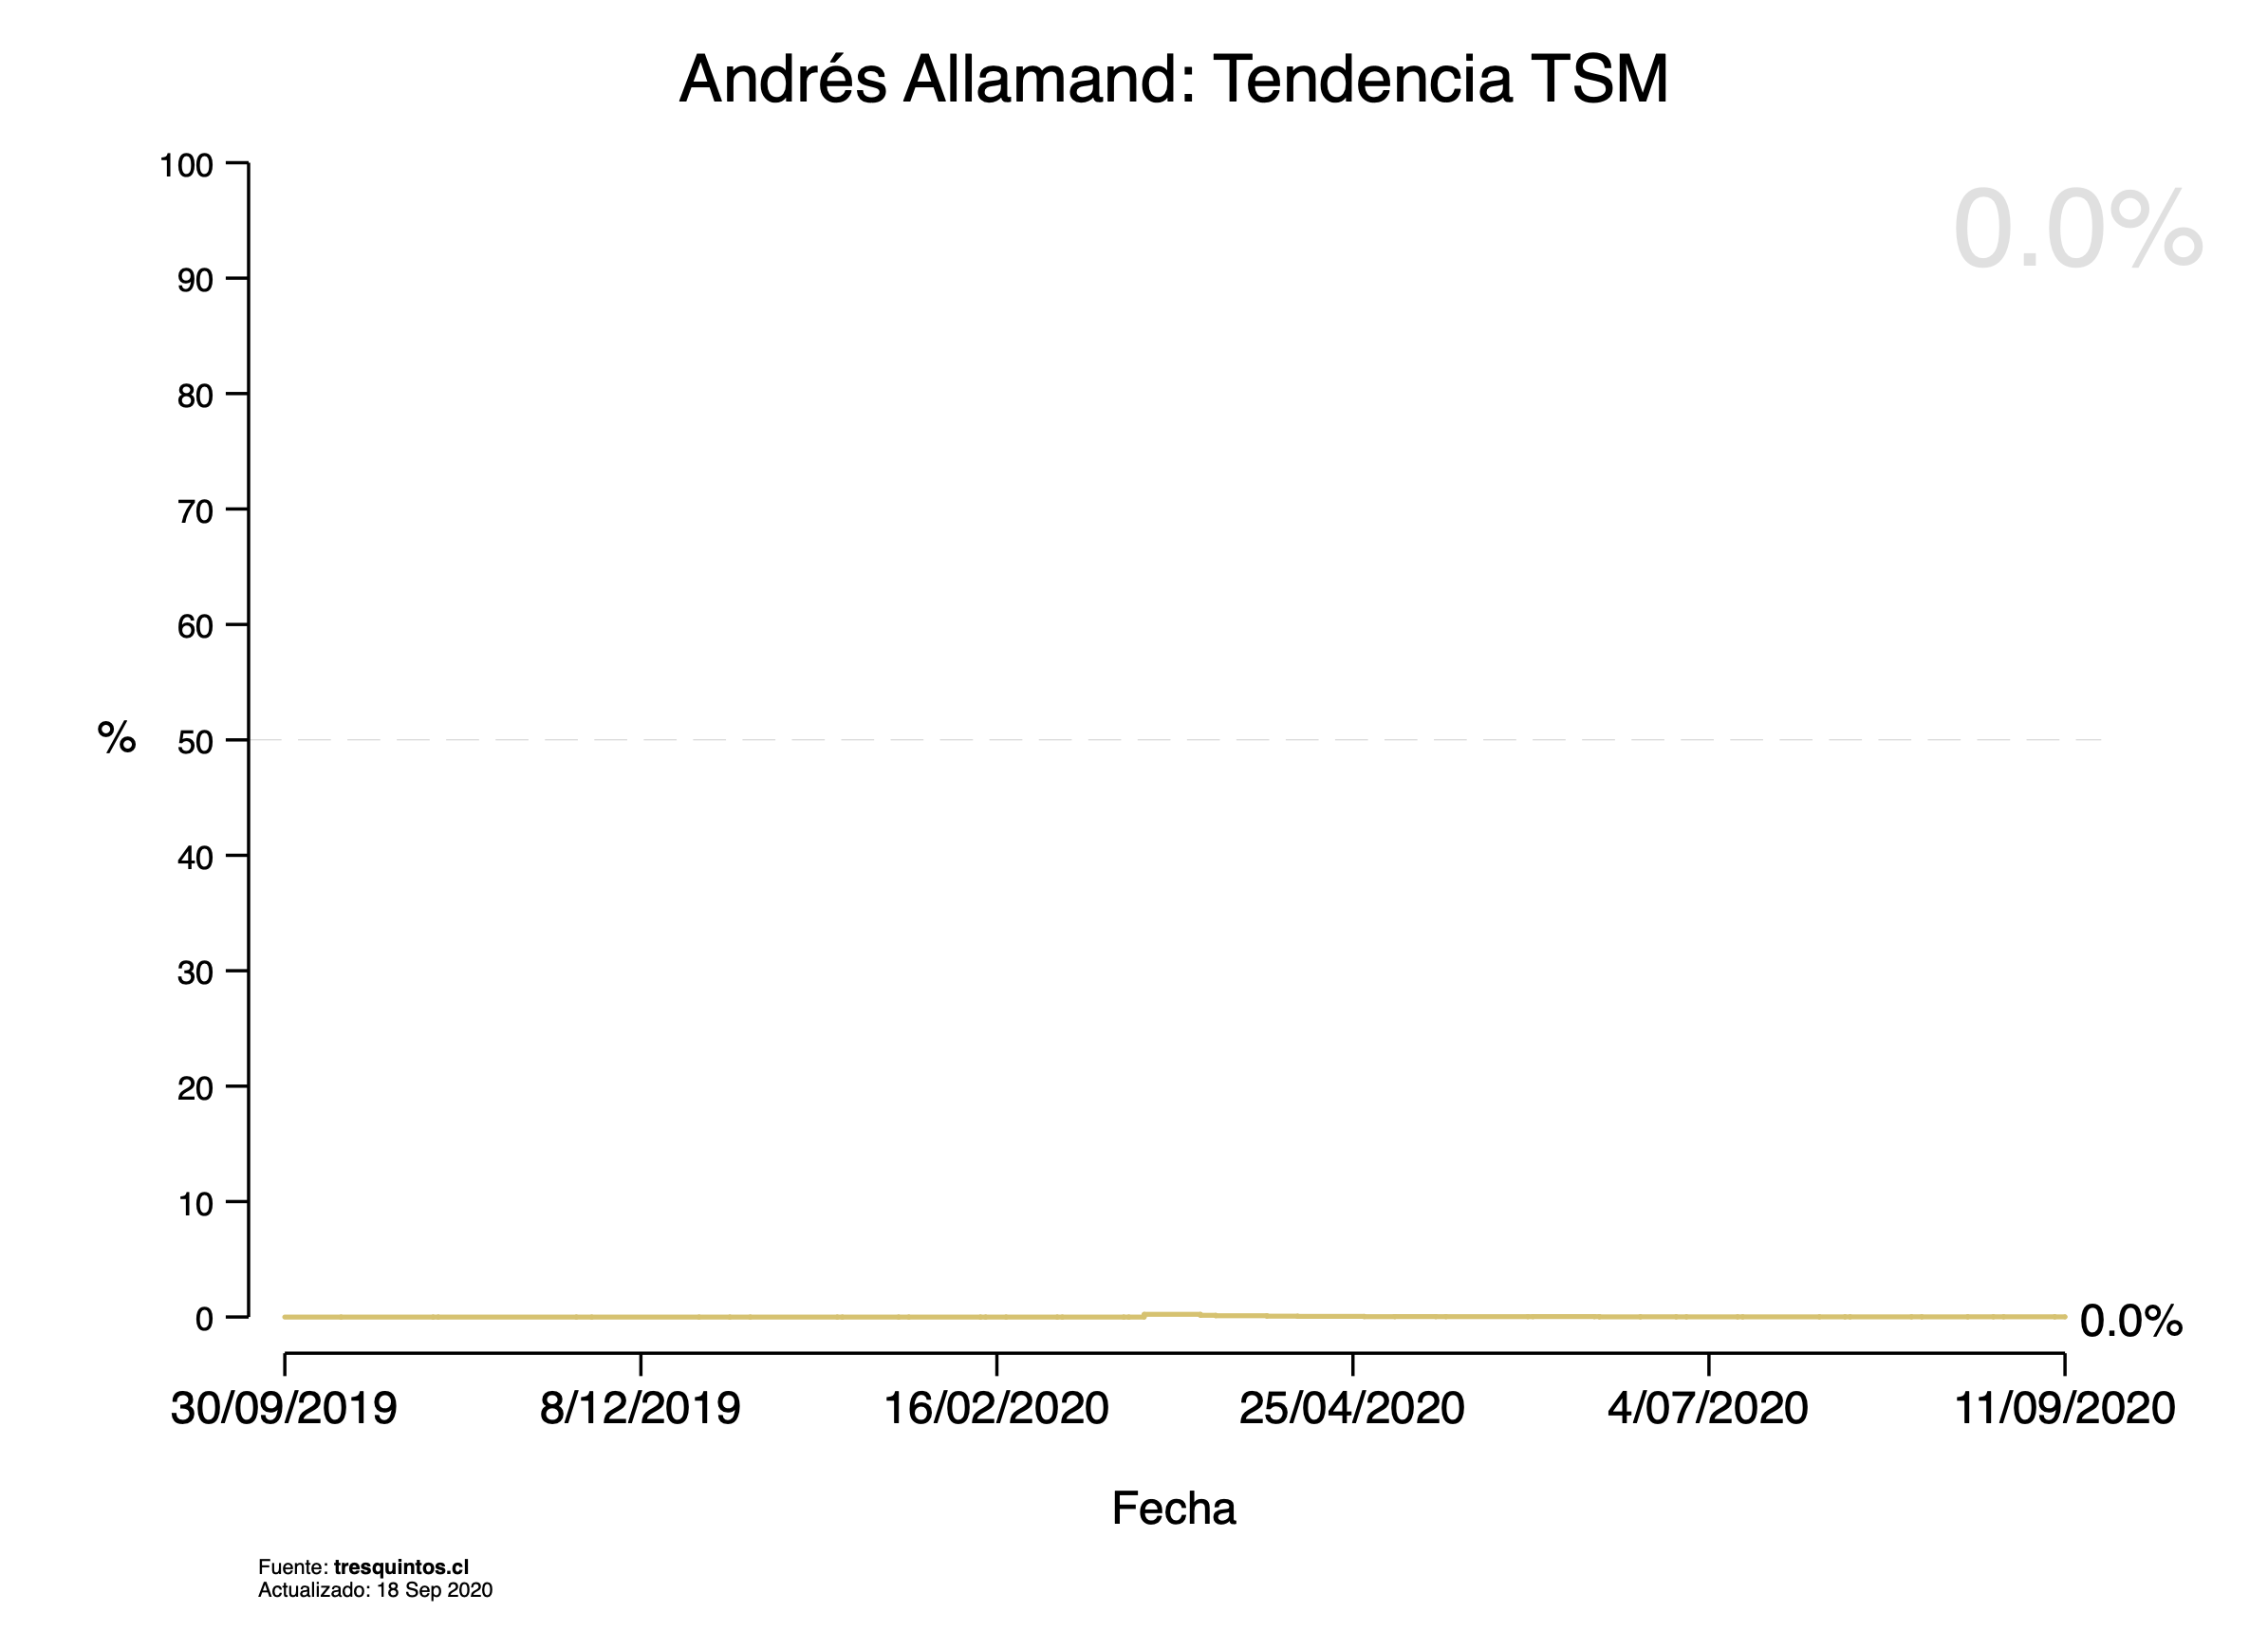 Andrés Allamand: Tendencia TSM
0.0%
100
90
80
70
60
50
40
30
20
10
0
%
0.0%
30/09/2019 8/12/2019 16/02/2020 25/04/2020 4/07/2020 11/09/2020
Fecha
Fuente: tresquintos.cl
Actualizado: 18 Sep 2020